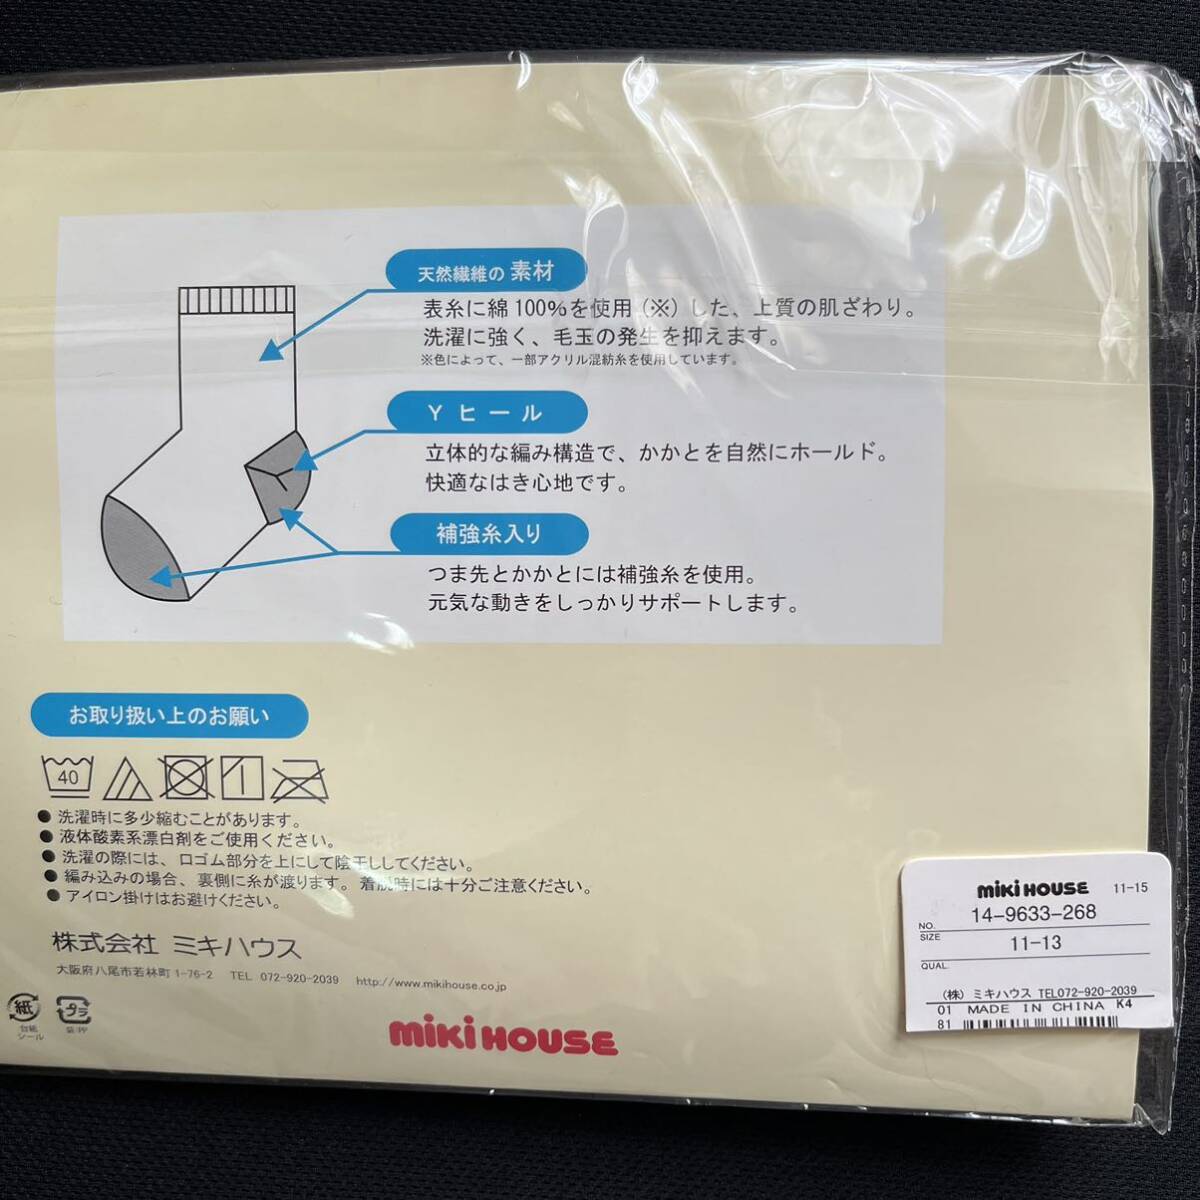 天然繊維の 素材
表糸に綿100%を使用(※)した、上質の肌ざわり。
洗濯に強く、毛玉の発生を抑えます。
※色によって、一部アクリル混紡糸を使用しています。
Yヒール
立体的な編み構造で、かかとを自然にホールド。
快適なはき心地です。
補強糸入り
つま先とかかとには補強糸を使用。
元気な動きをしっかりサポートします。
お取り扱い上のお願い
40
●洗濯時に多少縮むことがあります。
●液体酸素系漂白剤をご使用ください。
●洗濯の際には、口ゴム部分を上にして陰干ししてください。
●編み込みの場合、裏側に糸が渡ります。着脱時には十分ご注意ください。
●アイロン掛けはお避けください。
株式会社 ミキハウス
大阪府八尾市若林町1-76-2 TEL 072-920-2039 http://www.mikihouse.co.jp
紙
台紙
シール
プラ
袋:PP
miki HOUSE
miki HOUSE 11-15
NO. 14-9633-268
SIZE 11-13
QUAL.
(株) ミキハウス TEL072-920-2039
01 MADE IN CHINA K4
81